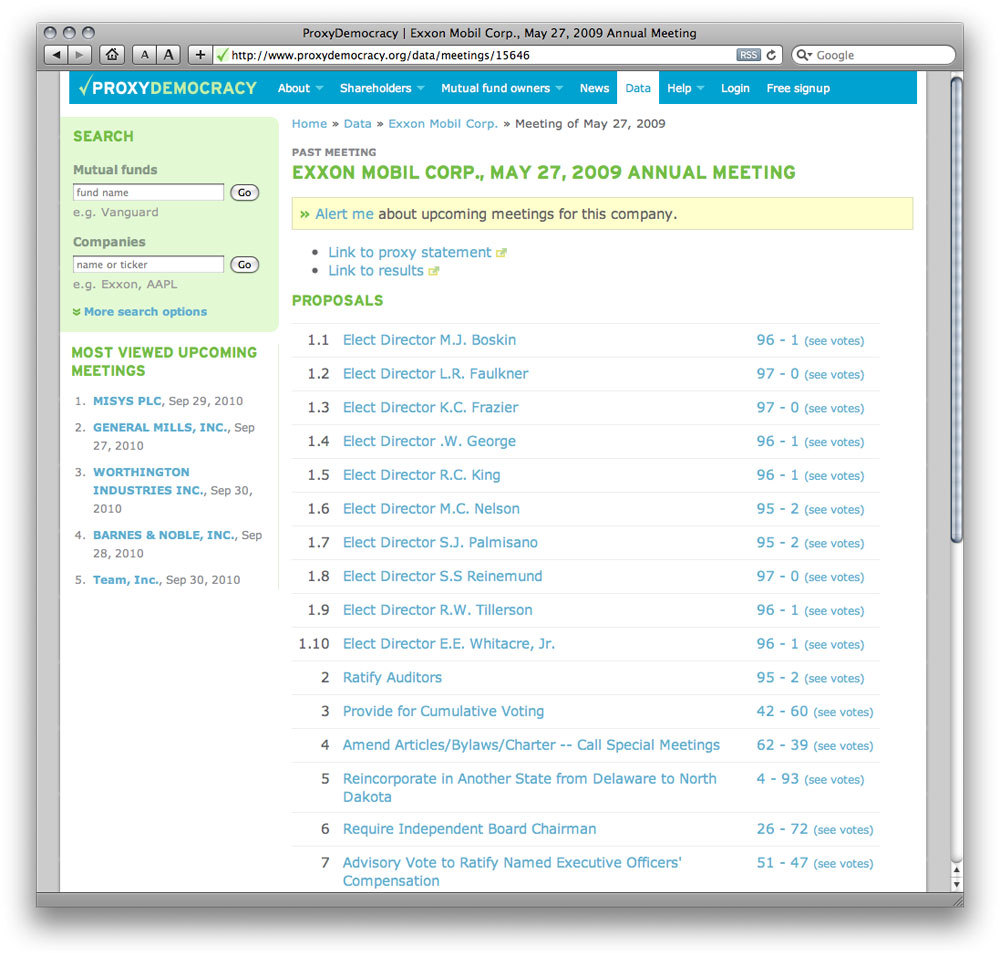 ProxyDemocracy | Exxon Mobil Corp., May 27, 2009 Annual Meeting
A A + http://www.proxydemocracy.org/data/meetings/15646 RSS Google
PROXYDEMOCRACY About Shareholders Mutual fund owners News Data Help Login Free signup
SEARCH
Mutual funds
fund name Go
e.g. Vanguard
Companies
name or ticker Go
e.g. Exxon, AAPL
More search options
MOST VIEWED UPCOMING
MEETINGS
1. MISYS PLC, Sep 29, 2010
2. GENERAL MILLS, INC., Sep
27, 2010
3. WORTHINGTON
INDUSTRIES INC., Sep 30,
2010
4. BARNES & NOBLE, INC., Sep
28, 2010
5. Team, Inc., Sep 30, 2010
Home » Data » Exxon Mobil Corp. » Meeting of May 27, 2009
PAST MEETING
EXXON MOBIL CORP., MAY 27, 2009 ANNUAL MEETING
» Alert me about upcoming meetings for this company.
• Link to proxy statement
• Link to results
PROPOSALS
1.1 Elect Director M.J. Boskin 96 - 1 (see votes)
1.2 Elect Director L.R. Faulkner 97 - 0 (see votes)
1.3 Elect Director K.C. Frazier 97 - 0 (see votes)
1.4 Elect Director .W. George 96 - 1 (see votes)
1.5 Elect Director R.C. King 96 - 1 (see votes)
1.6 Elect Director M.C. Nelson 95 - 2 (see votes)
1.7 Elect Director S.J. Palmisano 95 - 2 (see votes)
1.8 Elect Director S.S Reinemund 97 - 0 (see votes)
1.9 Elect Director R.W. Tillerson 96 - 1 (see votes)
1.10 Elect Director E.E. Whitacre, Jr. 96 - 1 (see votes)
2 Ratify Auditors 95 - 2 (see votes)
3 Provide for Cumulative Voting 42 - 60 (see votes)
4 Amend Articles/Bylaws/Charter -- Call Special Meetings 62 - 39 (see votes)
5 Reincorporate in Another State from Delaware to North 4 - 93 (see votes)
Dakota
6 Require Independent Board Chairman 26 - 72 (see votes)
7 Advisory Vote to Ratify Named Executive Officers' 51 - 47 (see votes)
Compensation